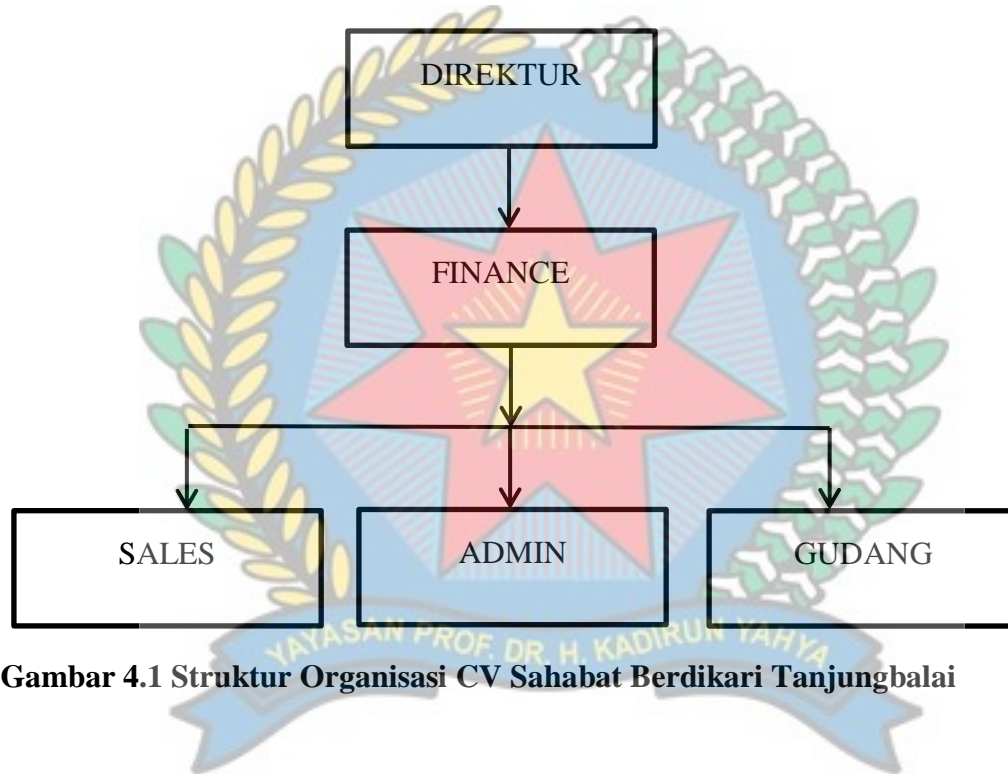 DIREKTUR
FINANCE
SALES
ADMIN
GUDANG
YAYASAN PROF. DR. H. KADIRUN YAHYA
Gambar 4.1 Struktur Organisasi CV Sahabat Berdikari Tanjungbalai